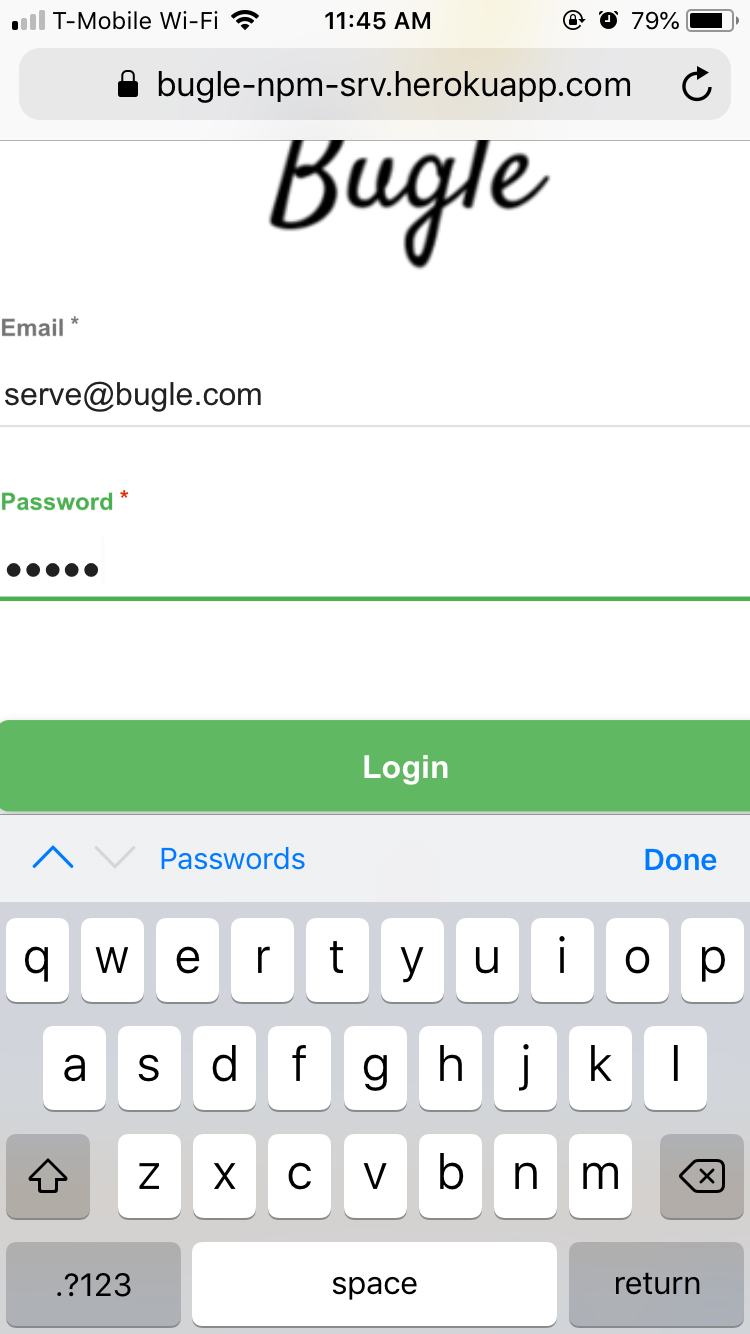 T-Mobile Wi-Fi 11:45 AM 79%
bugle-npm-srv.herokuapp.com
Bugle
Email *
serve@bugle.com
Password *
•••••
Login
Passwords Done
q w e r t y u i o p
a s d f g h j k l
z x c v b n m
.?123 space return